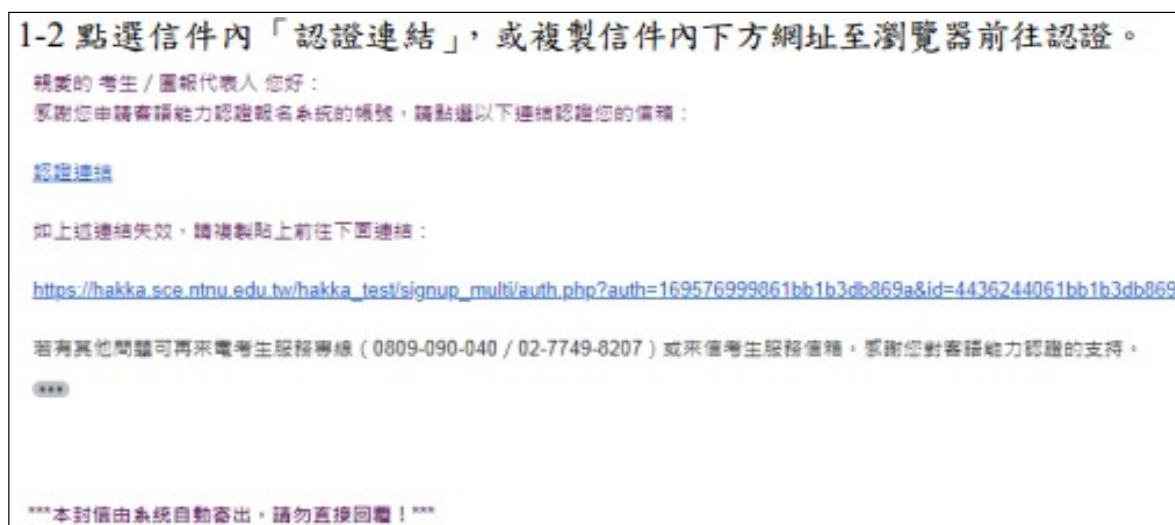 1-2 點選信件內「認證連結」，或複製信件內下方網址至瀏覽器前往認證。
親愛的 考生 / 團報代表人 您好：
感謝您申請客語能力認證報名系統的帳號，請點選以下連結認證您的信箱：
認證連結
如上述連結失效，請複製貼上前往下面連結：
https://hakka.sce.ntnu.edu.tw/hakka_test/signup_multi/auth.php?auth=169576999861bb1b3db869a&id=4436244061bb1b3db869
若有其他問題可再來電考生服務專線（0809-090-040 / 02-7749-8207）或來信考生服務信箱。感謝您對客語能力認證的支持。
***本封信由系統自動寄出，請勿直接回覆！***